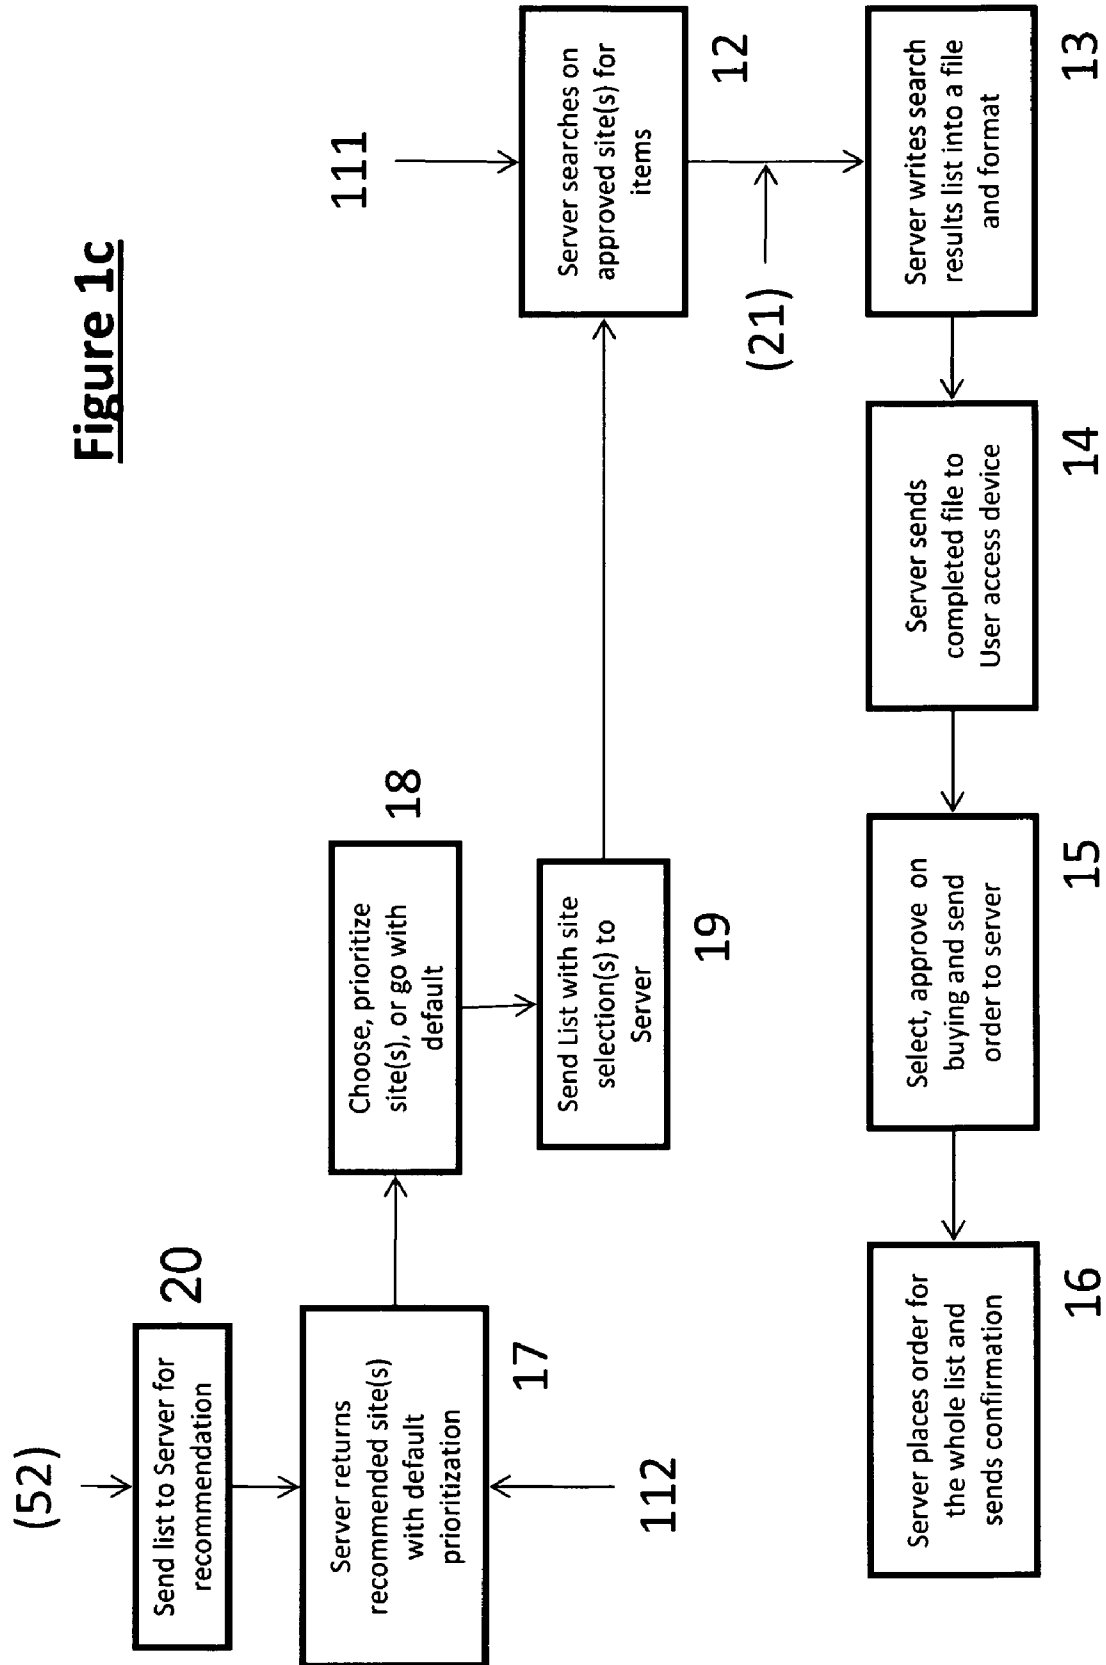 Figure 1c
(52)
Send list to Server for
recommendation
20
Server returns
recommended site(s)
with default
prioritization
17
112
Choose, prioritize
site(s), or go with
default
18
Send List with site
selection(s) to
Server
19
111
Server searches on
approved site(s) for
items
12
(21)
Server writes search
results list into a file
and format
13
Server sends
completed file to
User access device
14
Select, approve on
buying and send
order to server
15
Server places order for
the whole list and
sends confirmation
16